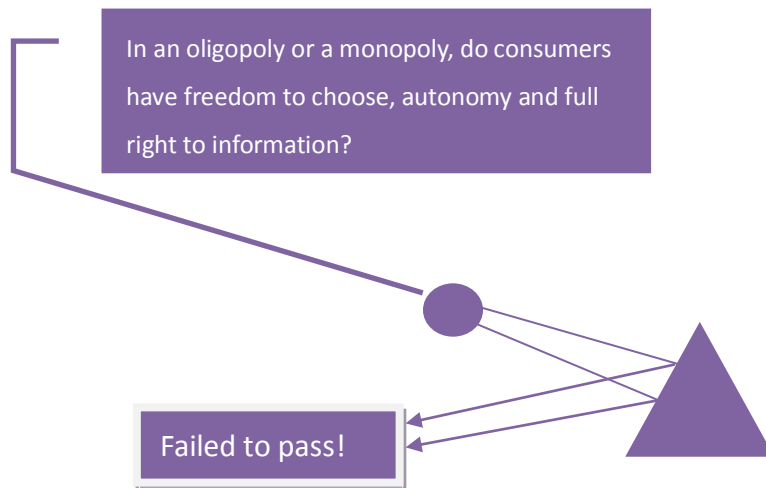 In an oligopoly or a monopoly, do consumers
have freedom to choose, autonomy and full
right to information?
Failed to pass!